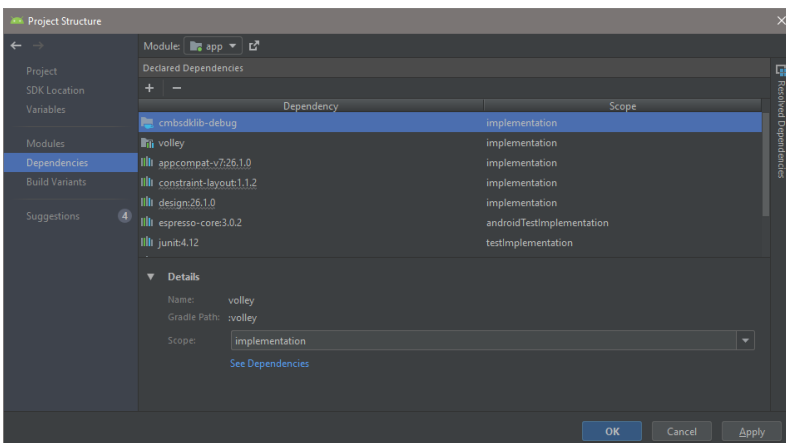 Project Structure
Module: app
Project
SDK Location
Variables
Modules
Dependencies
Build Variants
Suggestions 4
Declared Dependencies
Dependency Scope
cmbsdklib-debug implementation
volley implementation
appcompat-v7:26.1.0 implementation
constraint-layout:1.1.2 implementation
design:26.1.0 implementation
espresso-core:3.0.2 androidTestImplementation
junit:4.12 testImplementation
Details
Name: volley
Gradle Path: :volley
Scope: implementation
See Dependencies
Resolved Dependencies
OK Cancel Apply